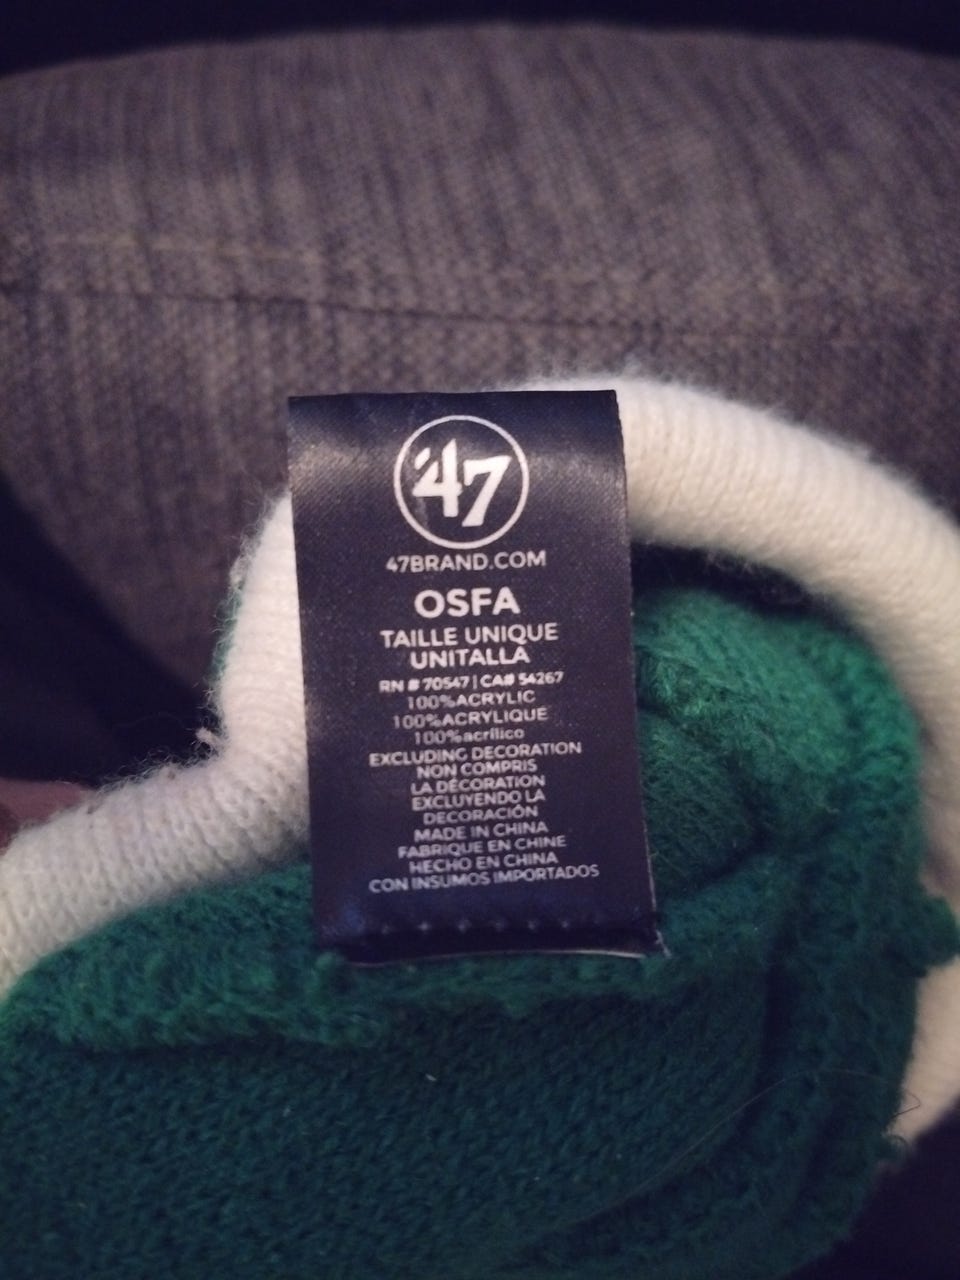 '47
47BRAND.COM
OSFA
TAILLE UNIQUE
UNITALLA
RN # 70547 | CA# 54267
100%ACRYLIC
100%ACRYLIQUE
100%acrílico
EXCLUDING DECORATION
NON COMPRIS
LA DÉCORATION
EXCLUYENDO LA
DECORACIÓN
MADE IN CHINA
FABRIQUE EN CHINE
HECHO EN CHINA
CON INSUMOS IMPORTADOS